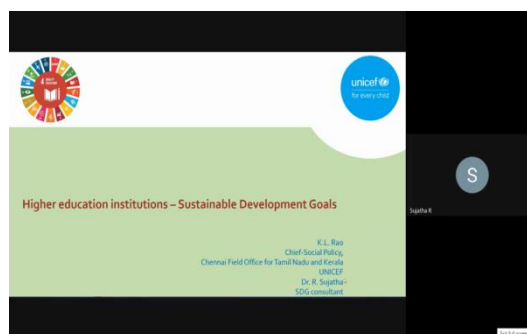 unicef
for every child
Higher education institutions – Sustainable Development Goals
K.L. Rao
Chief-Social Policy,
Chennai Field Office for Tamil Nadu and Kerala
UNICEF
Dr. R. Sujatha-
SDG consultant
S
Sujatha R